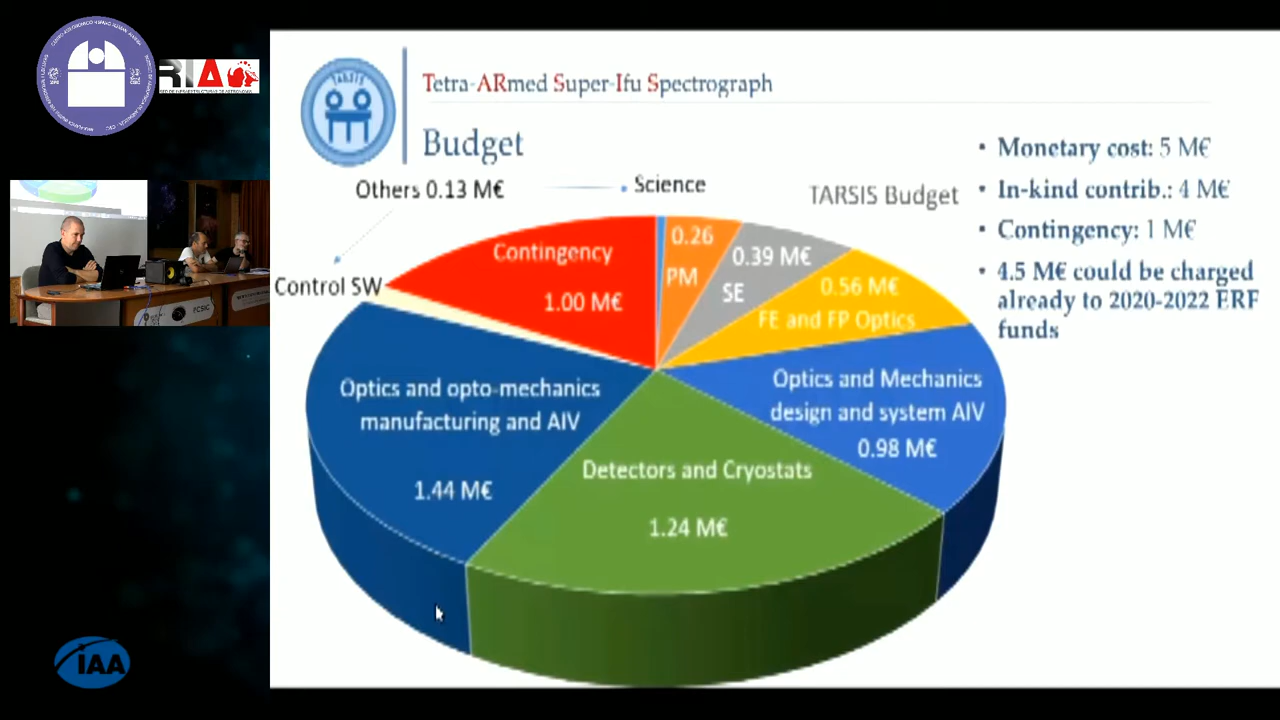 RIA
TARSIS
Tetra-ARmed Super-Ifu Spectrograph
Budget
Others 0.13 M€
Science
TARSIS Budget
Control SW
Contingency
1.00 M€
0.26
PM
0.39 M€
SE
0.56 M€
FE and FP Optics
Optics and Mechanics
design and system AIV
0.98 M€
Detectors and Cryostats
1.24 M€
Optics and opto-mechanics
manufacturing and AIV
1.44 M€
• Monetary cost: 5 M€
• In-kind contrib.: 4 M€
• Contingency: 1 M€
• 4.5 M€ could be charged
already to 2020-2022 ERF
funds
CSIC
IAA